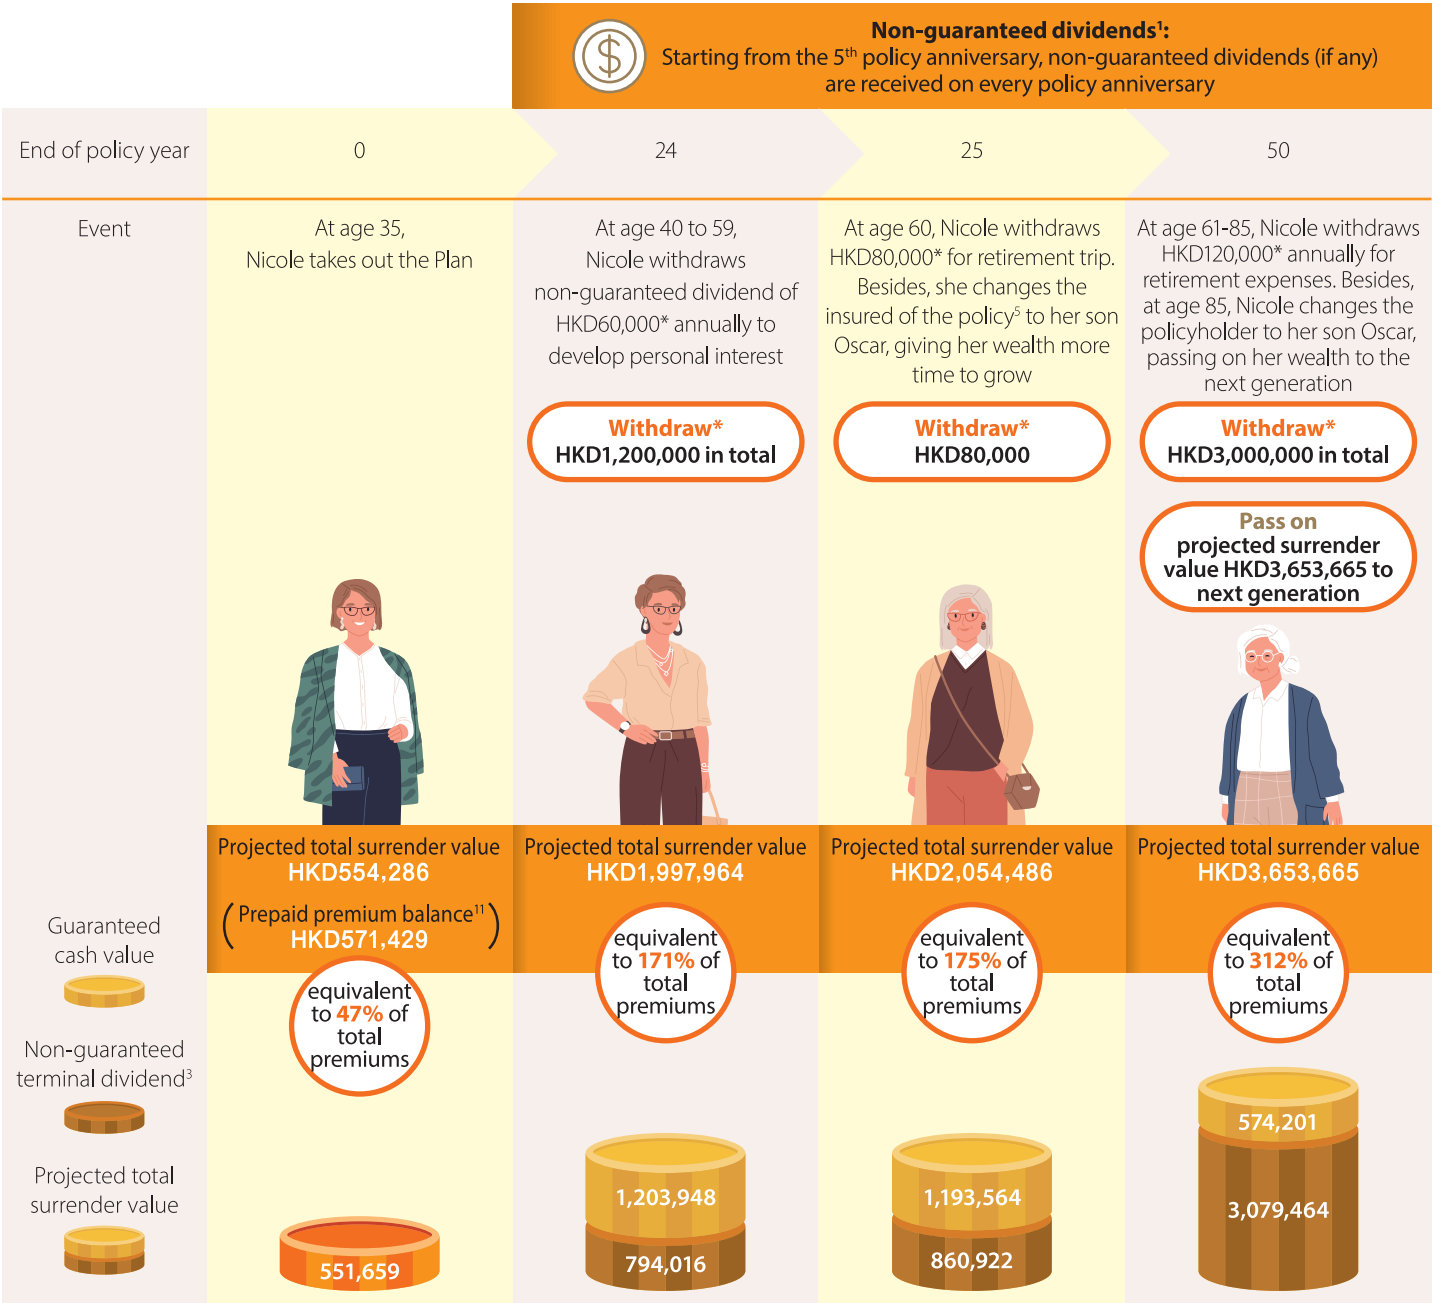 Non-guaranteed dividends¹:
Starting from the 5th policy anniversary, non-guaranteed dividends (if any)
are received on every policy anniversary
End of policy year
0
24
25
50
Event
At age 35,
Nicole takes out the Plan
At age 40 to 59,
Nicole withdraws
non-guaranteed dividend of
HKD60,000* annually to
develop personal interest
Withdraw*
HKD1,200,000 in total
At age 60, Nicole withdraws
HKD80,000* for retirement trip.
Besides, she changes the
insured of the policy⁵ to her son
Oscar, giving her wealth more
time to grow
Withdraw*
HKD80,000
At age 61-85, Nicole withdraws
HKD120,000* annually for
retirement expenses. Besides,
at age 85, Nicole changes the
policyholder to her son Oscar,
passing on her wealth to the
next generation
Withdraw*
HKD3,000,000 in total
Pass on
projected surrender
value HKD3,653,665 to
next generation
Projected total surrender value
HKD554,286
(Prepaid premium balance¹¹
HKD571,429)
equivalent
to 47% of
total
premiums
Projected total surrender value
HKD1,997,964
equivalent
to 171% of
total
premiums
Projected total surrender value
HKD2,054,486
equivalent
to 175% of
total
premiums
Projected total surrender value
HKD3,653,665
equivalent
to 312% of
total
premiums
Guaranteed
cash value
Non-guaranteed
terminal dividend³
Projected total
surrender value
551,659
1,203,948
794,016
1,193,564
860,922
574,201
3,079,464